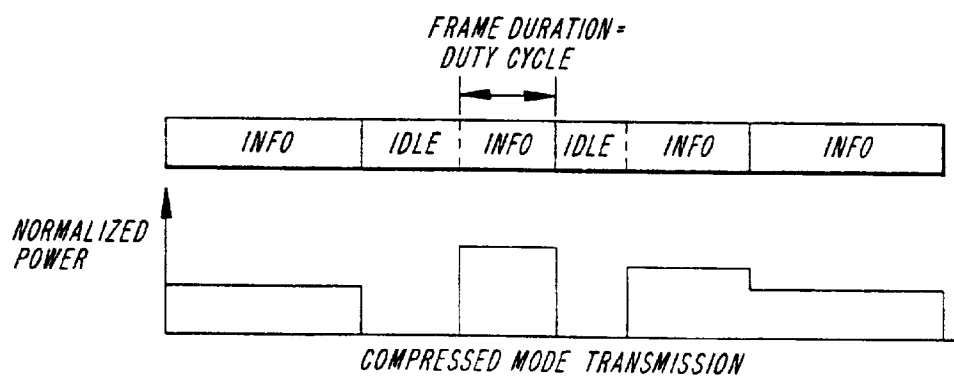 FRAME DURATION=
DUTY CYCLE
INFO IDLE INFO IDLE INFO INFO
NORMALIZED
POWER
COMPRESSED MODE TRANSMISSION